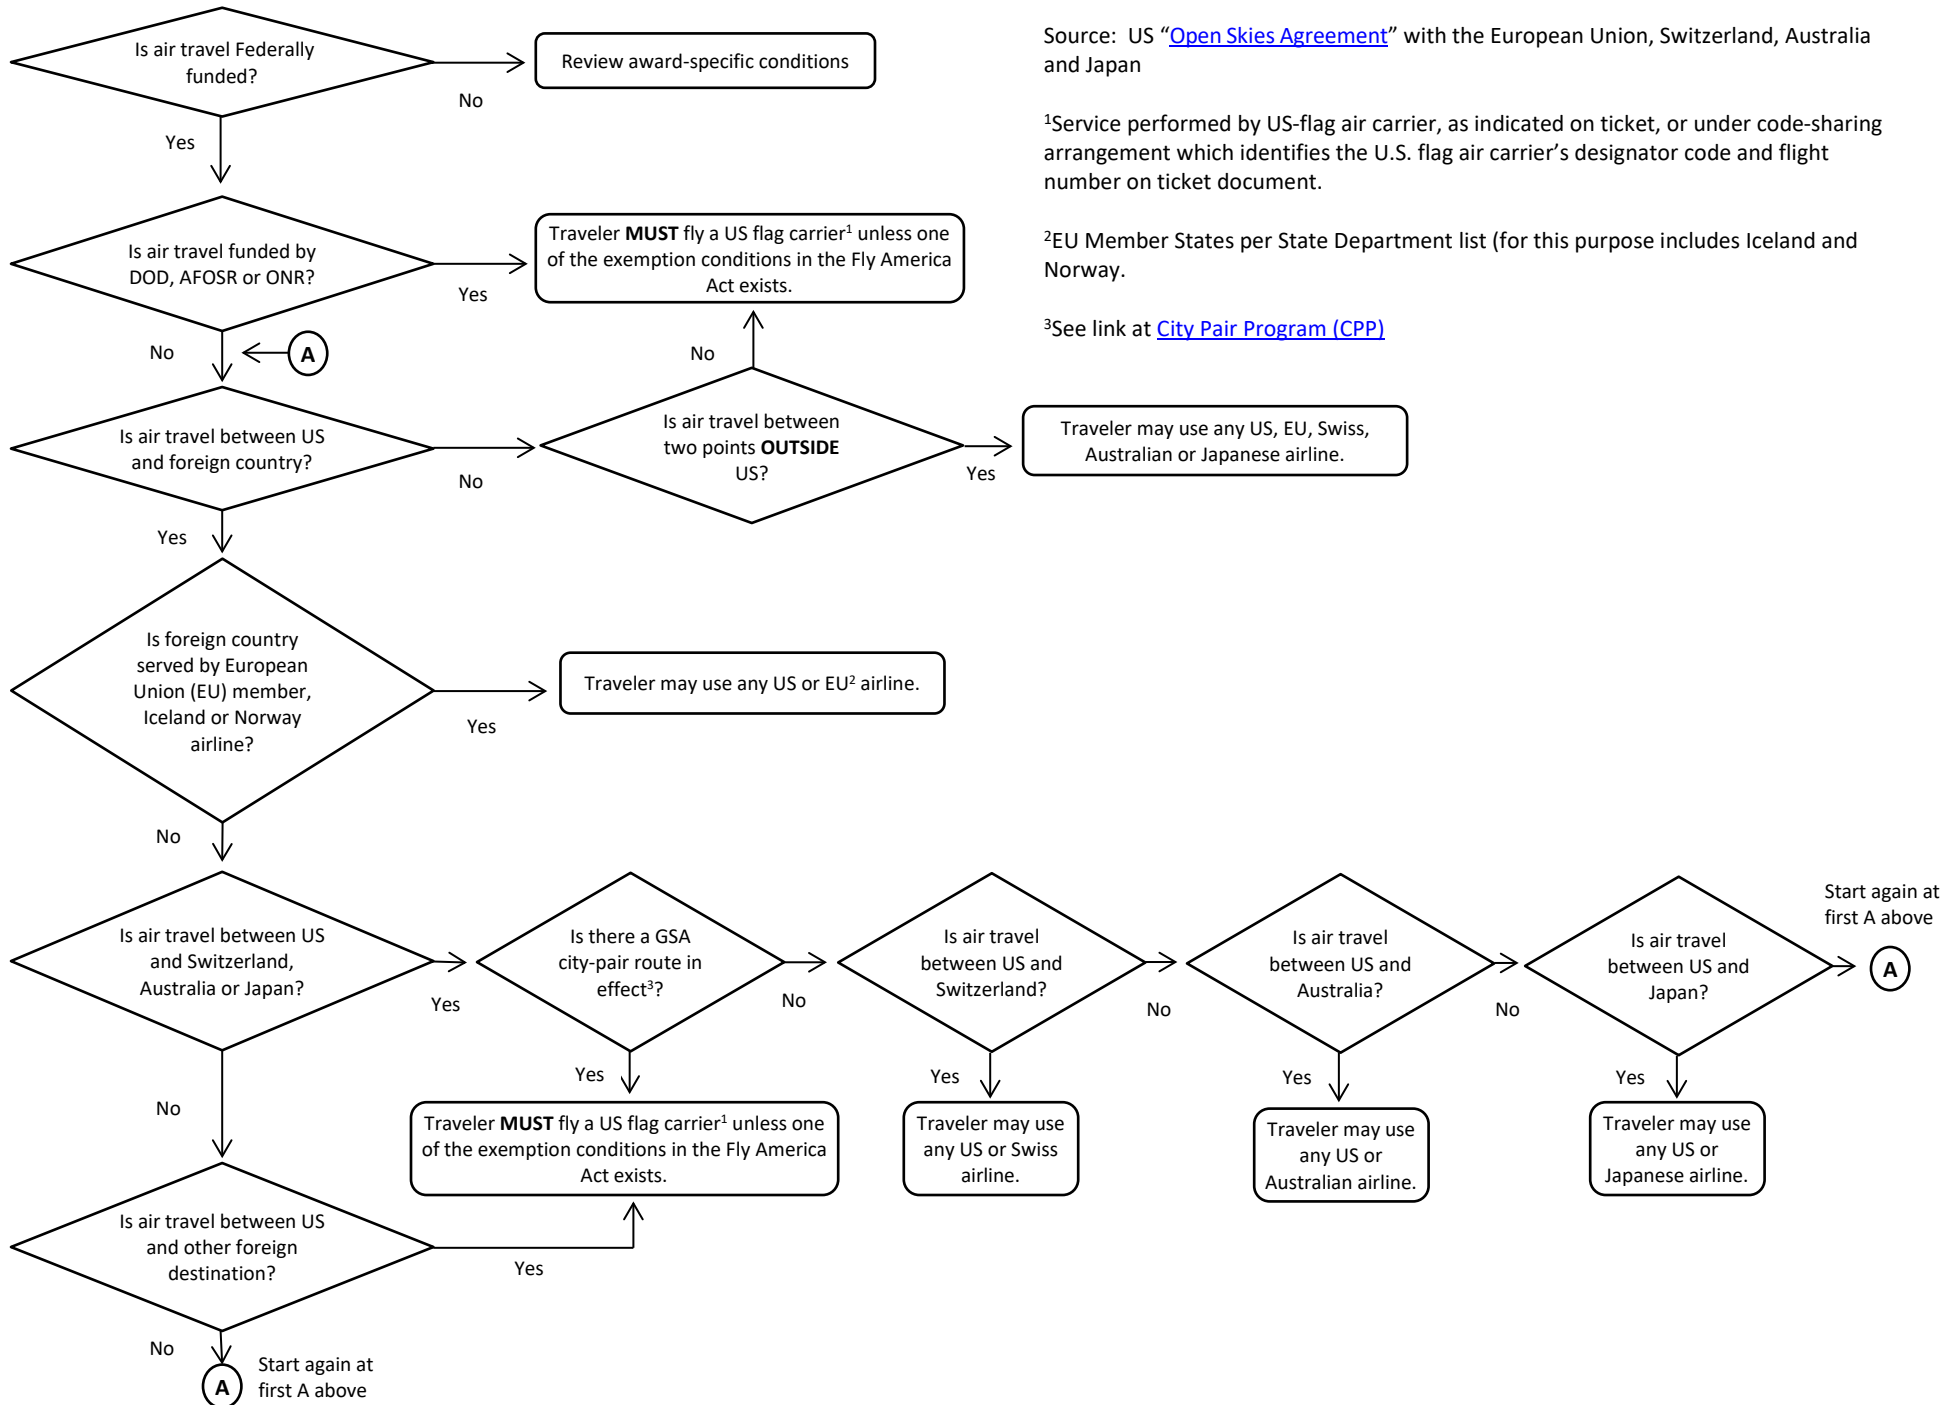 Is air travel Federally
funded?
Review award-specific conditions
No
Yes
Source:  US “Open Skies Agreement” with the European Union, Switzerland, Australia
and Japan
¹Service performed by US-flag air carrier, as indicated on ticket, or under code-sharing
arrangement which identifies the U.S. flag air carrier’s designator code and flight
number on ticket document.
²EU Member States per State Department list (for this purpose includes Iceland and
Norway.
³See link at City Pair Program (CPP)
Is air travel funded by
DOD, AFOSR or ONR?
Yes
Traveler MUST fly a US flag carrier¹ unless one
of the exemption conditions in the Fly America
Act exists.
No
A
No
Is air travel between US
and foreign country?
No
Is air travel between
two points OUTSIDE
US?
Yes
Traveler may use any US, EU, Swiss,
Australian or Japanese airline.
Yes
Is foreign country
served by European
Union (EU) member,
Iceland or Norway
airline?
Yes
Traveler may use any US or EU² airline.
No
Is air travel between US
and Switzerland,
Australia or Japan?
Yes
Is there a GSA
city-pair route in
effect³?
No
Is air travel
between US and
Switzerland?
No
Is air travel
between US and
Australia?
No
Is air travel
between US and
Japan?
Start again at
first A above
A
Yes
Yes
Yes
Yes
No
Traveler MUST fly a US flag carrier¹ unless one
of the exemption conditions in the Fly America
Act exists.
Traveler may use
any US or Swiss
airline.
Traveler may use
any US or
Australian airline.
Traveler may use
any US or
Japanese airline.
Is air travel between US
and other foreign
destination?
Yes
No
A
Start again at
first A above